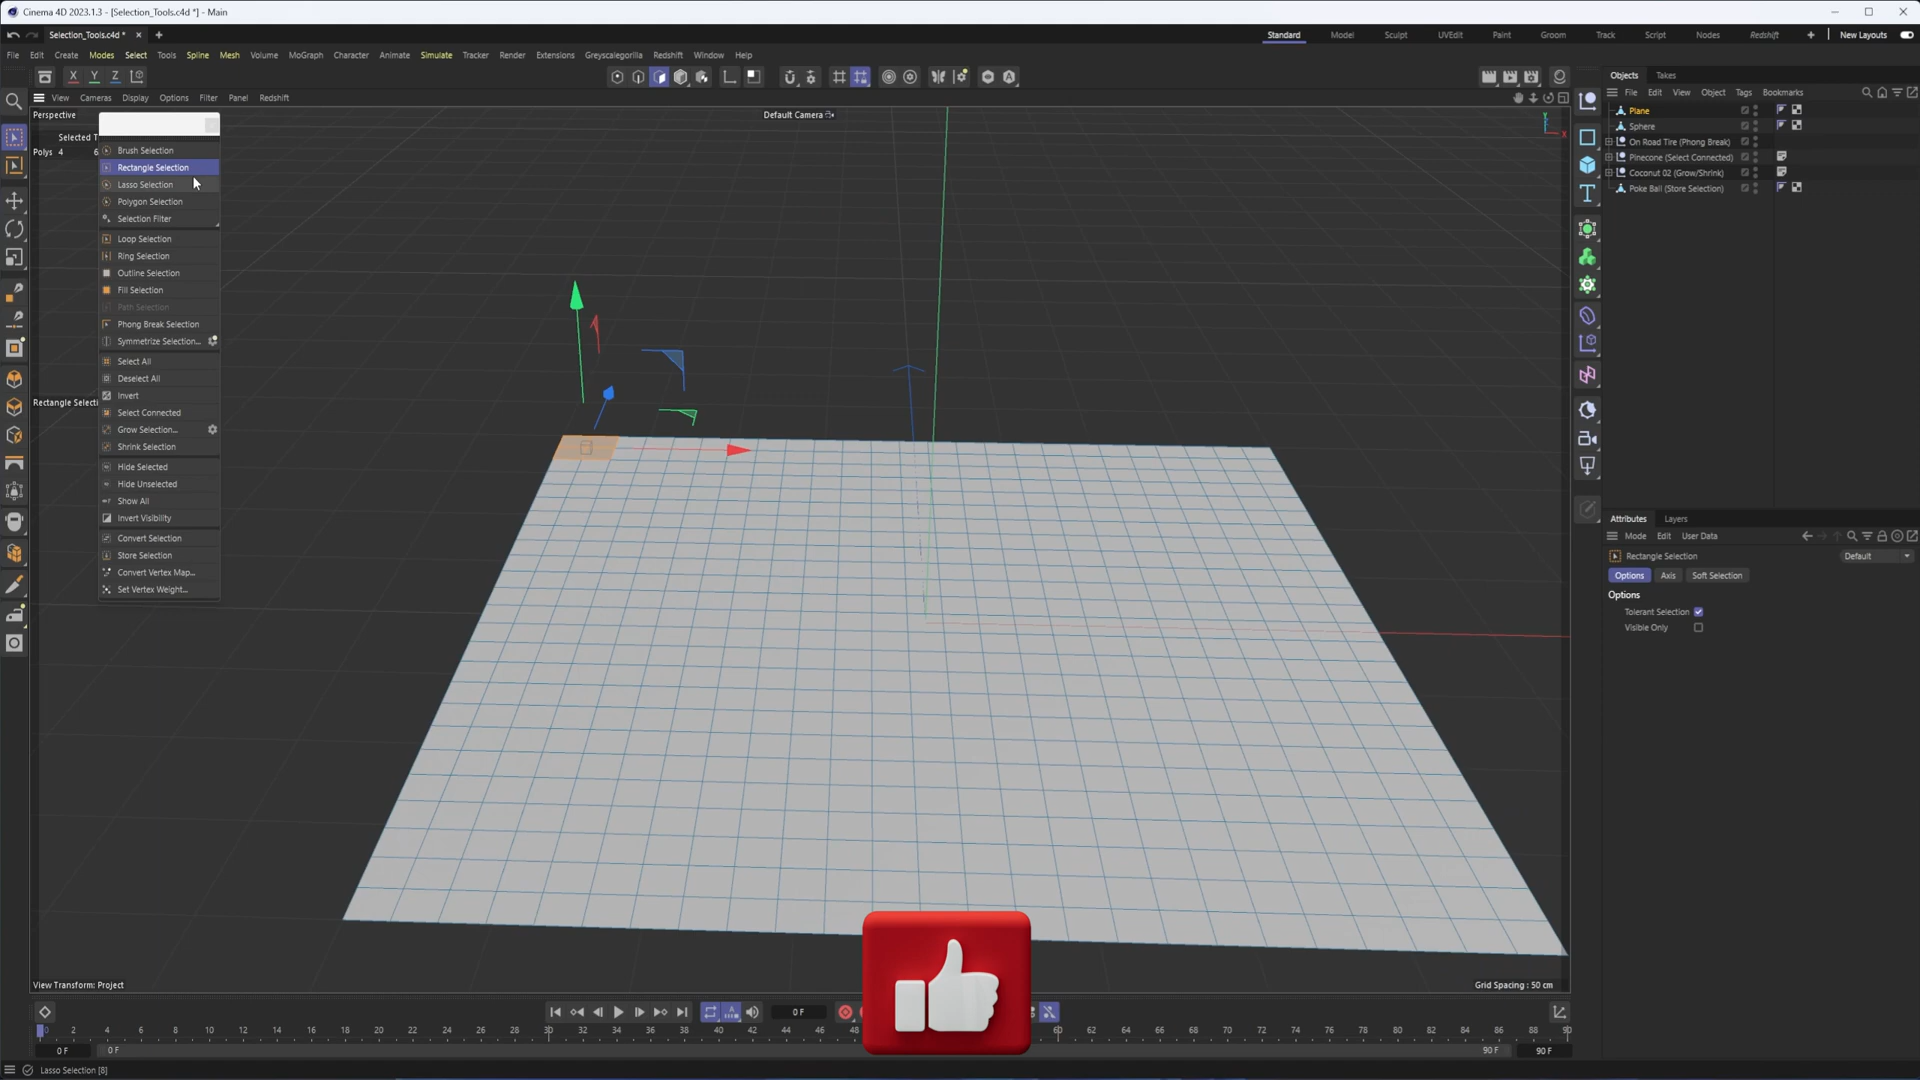 Cinema 4D 2023.1.3 - [Selection_Tools.c4d *] - Main
Selection_Tools.c4d *
Standard
Model
Sculpt
UVEdit
Paint
Groom
Track
Script
Nodes
Redshift
New Layouts
File Edit Create Modes Select Tools Spline Mesh Volume MoGraph Character Animate Simulate Tracker Render Extensions Greyscalegorilla Redshift Window Help
X Y Z
Objects Takes
View Cameras Display Options Filter Panel Redshift
File Edit View Object Tags Bookmarks
Perspective
Default Camera
Plane
Sphere
On Road Tire (Phong Break)
Pinecone (Select Connected)
Coconut 02 (Grow/Shrink)
Poke Ball (Store Selection)
Selected T
Polys 4 6
Brush Selection
Rectangle Selection
Lasso Selection
Polygon Selection
Selection Filter
Loop Selection
Ring Selection
Outline Selection
Fill Selection
Path Selection
Phong Break Selection
Symmetrize Selection...
Select All
Deselect All
Invert
Rectangle Selecti
Select Connected
Grow Selection...
Shrink Selection
Hide Selected
Hide Unselected
Show All
Invert Visibility
Convert Selection
Store Selection
Convert Vertex Map...
Set Vertex Weight...
Y
X
Attributes Layers
Mode Edit User Data
Rectangle Selection
Default
Options Axis Soft Selection
Options
Tolerant Selection
Visible Only
View Transform: Project
Grid Spacing : 50 cm
0 F
0 2 4 6 8 10 12 14 16 18 20 22 24 26 28 30 32 34 36 38 40 42 44 46 48 60 62 64 66 68 70 72 74 76 78 80 82 84 86 88 90
0 F
0 F
90 F
90 F
Lasso Selection [8]